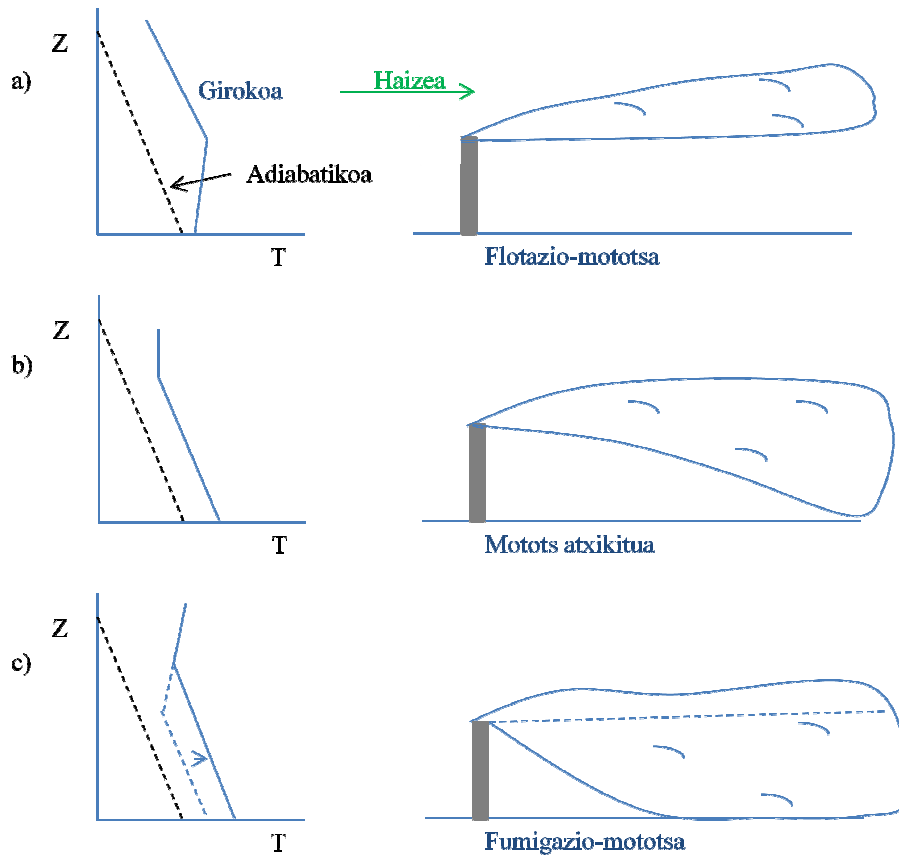 Z
a)
Girokoa
Haizea
Adiabatikoa
T
Flotazio-mototsa
Z
b)
T
Motots atxikitua
Z
c)
T
Fumigazio-mototsa